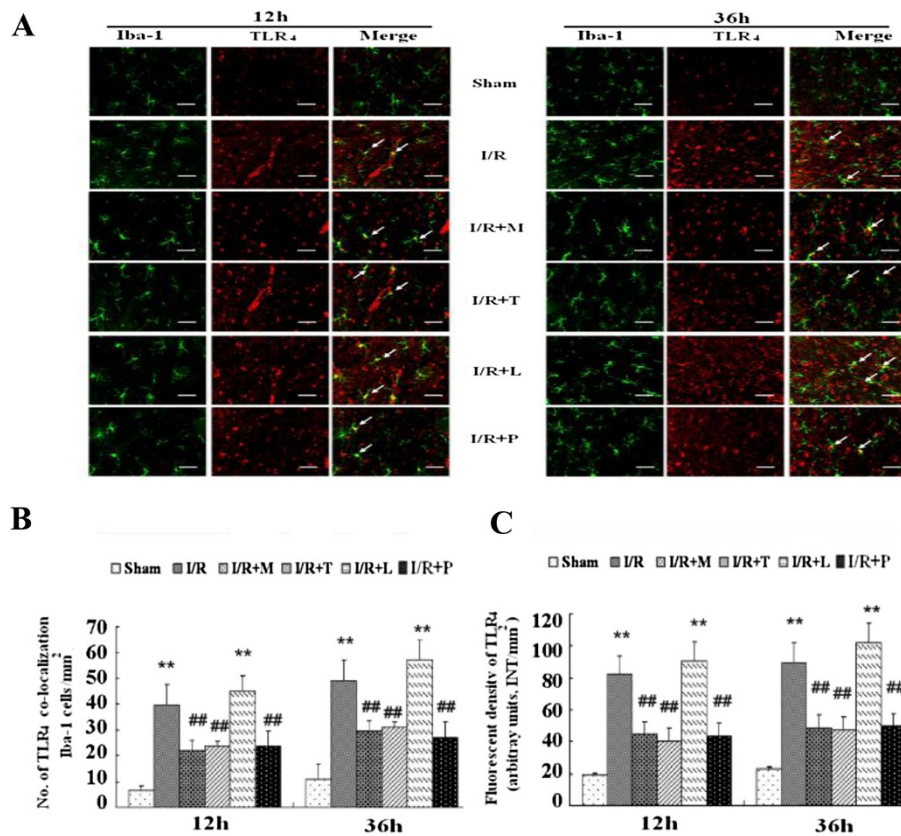 A
12h
36h
Iba-1 TLR₄ Merge
Iba-1 TLR₄ Merge
Sham
I/R
I/R+M
I/R+T
I/R+L
I/R+P
B
Sham I/R I/R+M I/R+T I/R+L I/R+P
No. of TLR₄ co-localization
Iba-1 cells/mm²
70
60
50
40
30
20
10
0
** ## ## ** ##
** ## ## ** ##
12h 36h
C
Sham I/R I/R+M I/R+T I/R+L I/R+P
Fluorescent density of TLR₄
(arbitray units, INT/mm²)
120
100
80
60
40
20
0
** ## ## ** ##
** ## ## ** ##
12h 36h